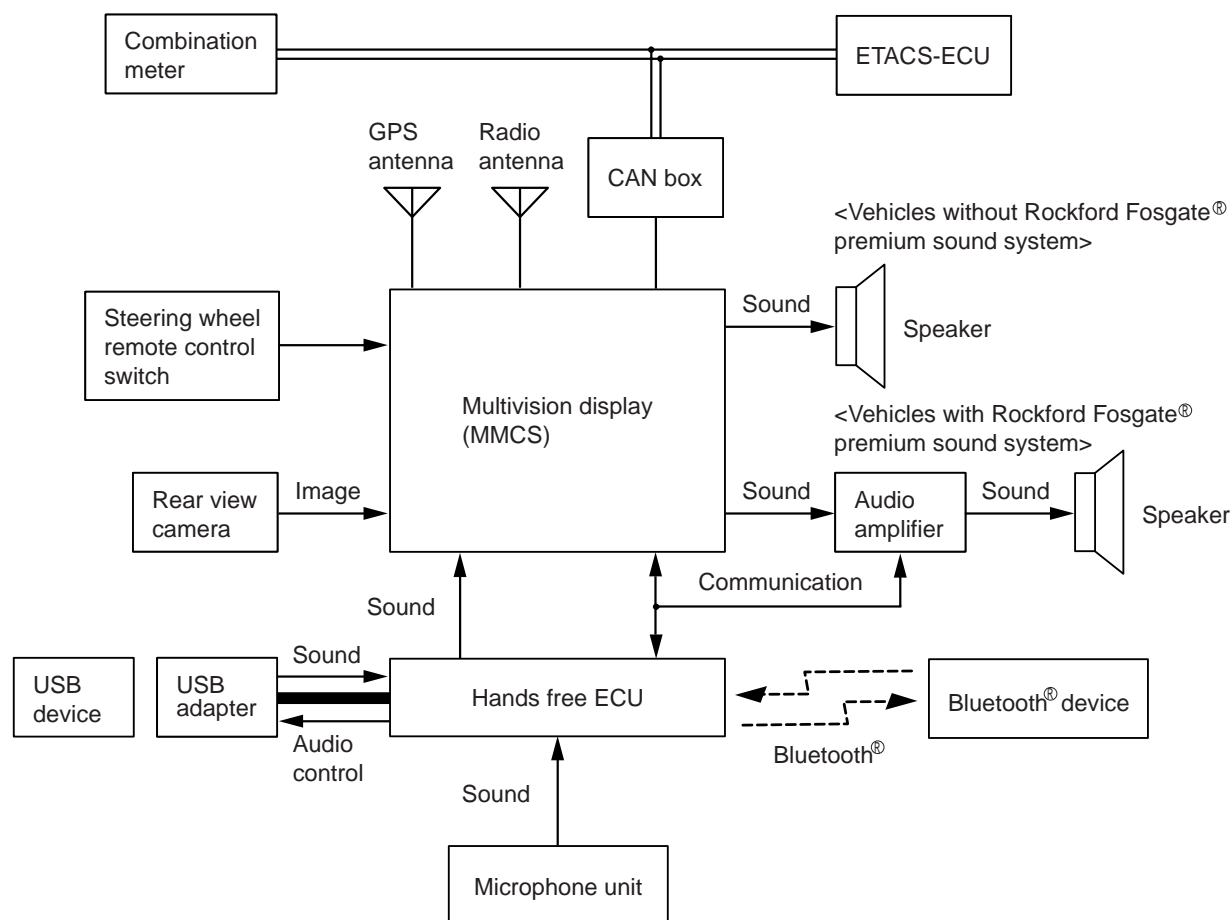 Combination
meter
ETACS-ECU
GPS
antenna
Radio
antenna
CAN box
<Vehicles without Rockford Fosgate®
premium sound system>
Steering wheel
remote control
switch
Sound
Speaker
Multivision display
(MMCS)
<Vehicles with Rockford Fosgate®
premium sound system>
Rear view
camera
Image
Sound
Audio
amplifier
Sound
Speaker
Communication
Sound
USB
device
USB
adapter
Sound
Hands free ECU
Bluetooth® device
Audio
control
Bluetooth®
Sound
Microphone unit